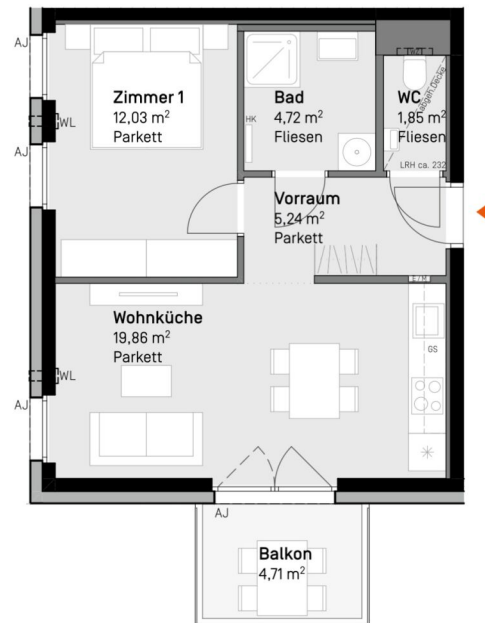 AJ
Zimmer 1
12,03 m²
Parkett
WL
AJ
Bad
4,72 m²
Fliesen
HK
WC
1,85 m²
Fliesen
abgeh. Decke
LRH ca. 232
Vorraum
5,24 m²
Parkett
E/M
Wohnküche
19,86 m²
Parkett
GS
WL
AJ
AJ
Balkon
4,71 m²